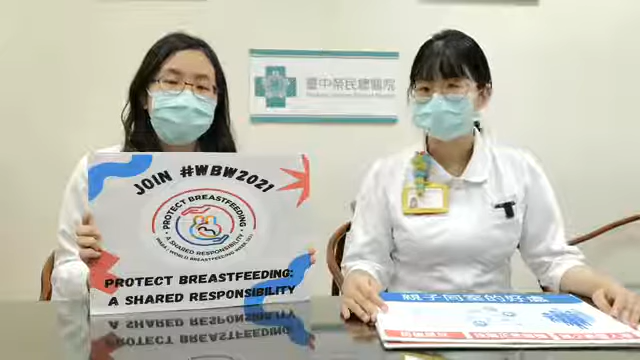 臺中榮民總醫院
JOIN #WBW2021
PROTECT BREASTFEEDING
A SHARED RESPONSIBILITY
PROTECT BREASTFEEDING:
A SHARED RESPONSIBILITY
親子同室的好處